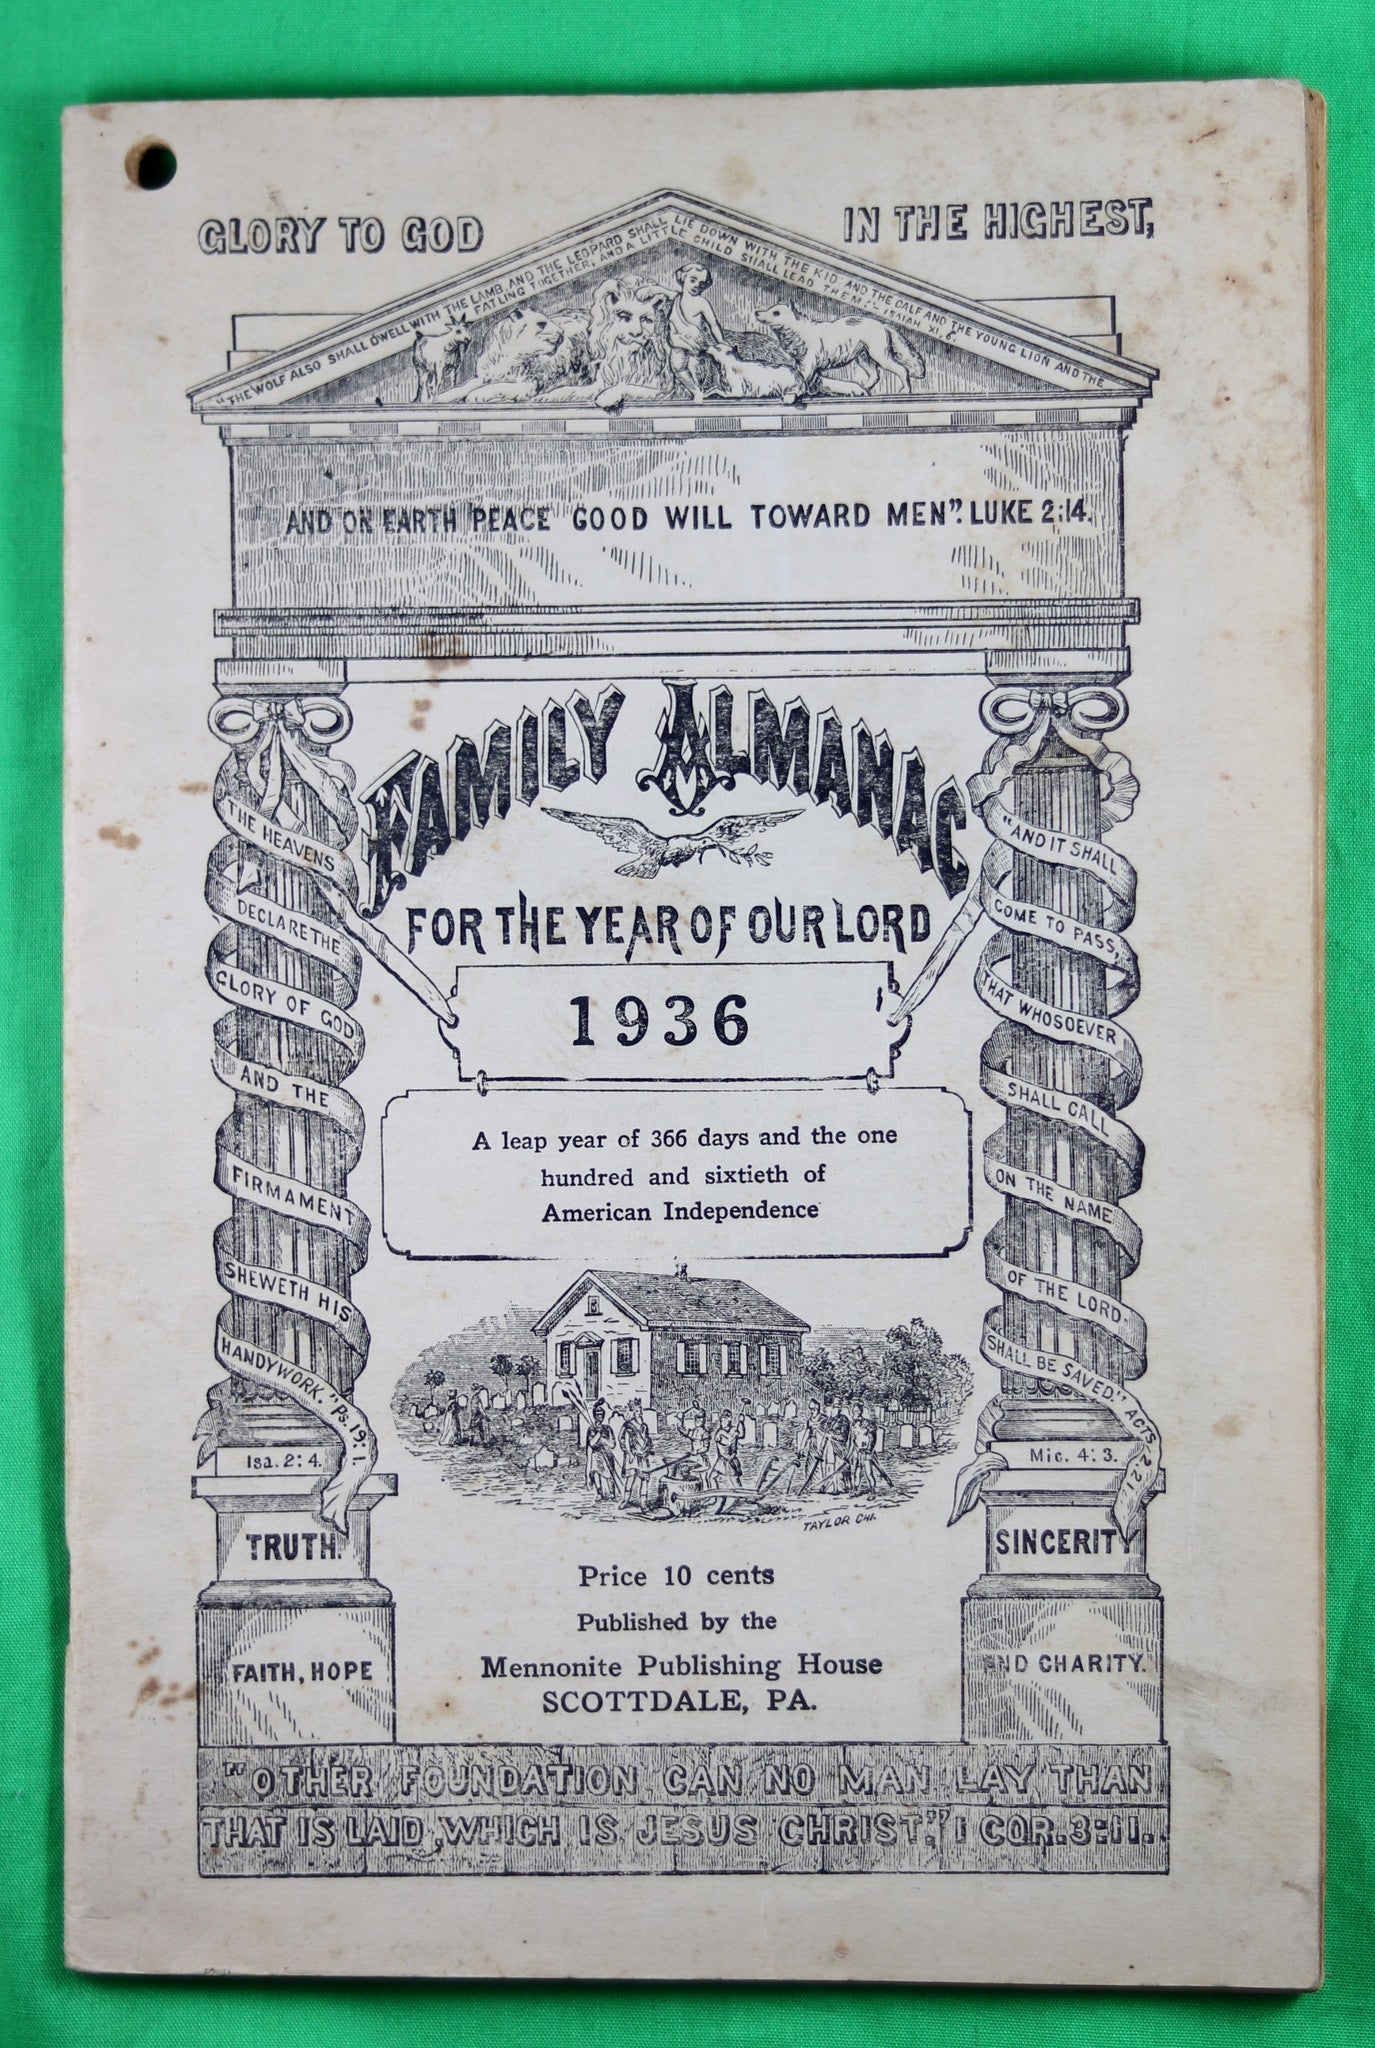 GLORY TO GOD IN THE HIGHEST,
"THE WOLF ALSO SHALL DWELL WITH THE LAMB, AND THE LEOPARD SHALL LIE DOWN WITH THE KID AND THE CALF AND THE YOUNG LION AND THE
FATLING TOGETHER; AND A LITTLE CHILD SHALL LEAD THEM." ISAIAH XI, 6.
AND ON EARTH PEACE GOOD WILL TOWARD MEN". LUKE 2:14.
FAMILY ALMANAC
FOR THE YEAR OF OUR LORD
1936
A leap year of 366 days and the one
hundred and sixtieth of
American Independence
THE HEAVENS
DECLARE THE
GLORY OF GOD
AND THE
FIRMAMENT
SHEWETH HIS
HANDYWORK." Ps. 19:1.
"AND IT SHALL
COME TO PASS,
THAT WHOSOEVER
SHALL CALL
ON THE NAME
OF THE LORD
SHALL BE SAVED." ACTS 2:21.
Isa. 2:4.
Mic. 4:3.
TAYLOR CHI.
TRUTH.
SINCERITY
FAITH, HOPE
AND CHARITY.
Price 10 cents
Published by the
Mennonite Publishing House
SCOTTDALE, PA.
"OTHER FOUNDATION CAN NO MAN LAY THAN
THAT IS LAID, WHICH IS JESUS CHRIST." I COR. 3:11.